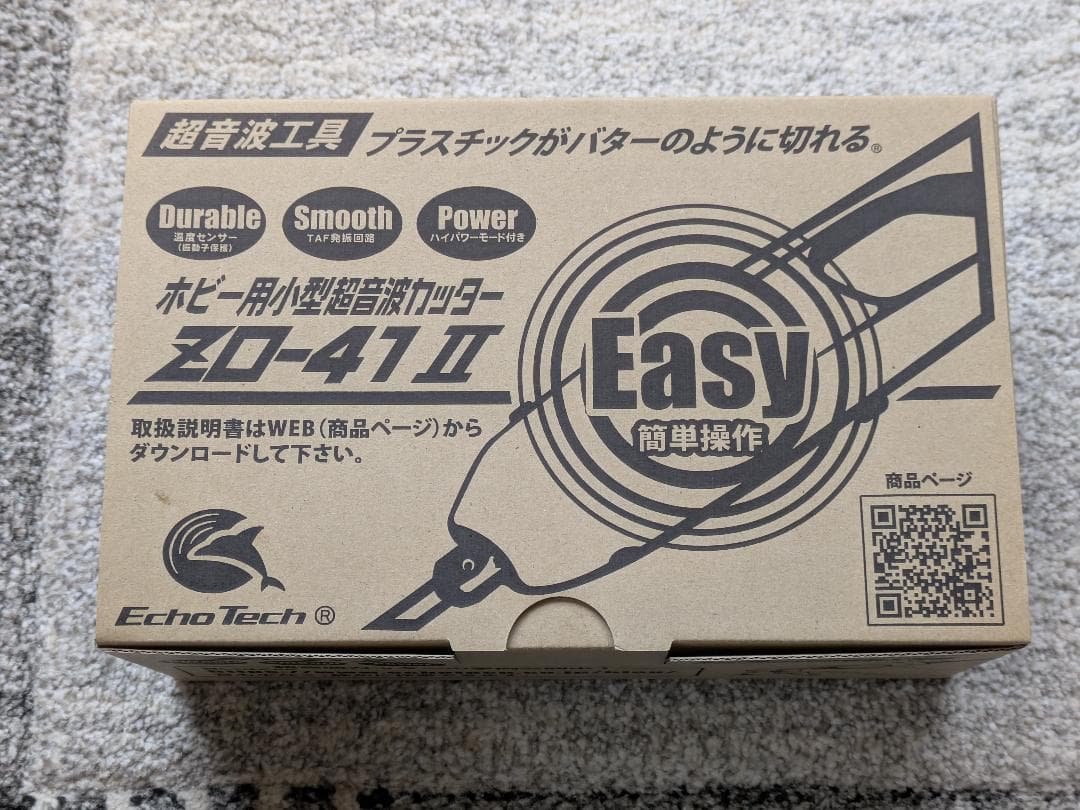 超音波工具 プラスチックがバターのように切れる®
Durable
温度センサー
(振動子保護)
Smooth
TAF発振回路
Power
ハイパワーモード付き
ホビー用小型超音波カッター
ZO-41Ⅱ
取扱説明書はWEB(商品ページ)から
ダウンロードして下さい。
Easy
簡単操作
商品ページ
EchoTech®